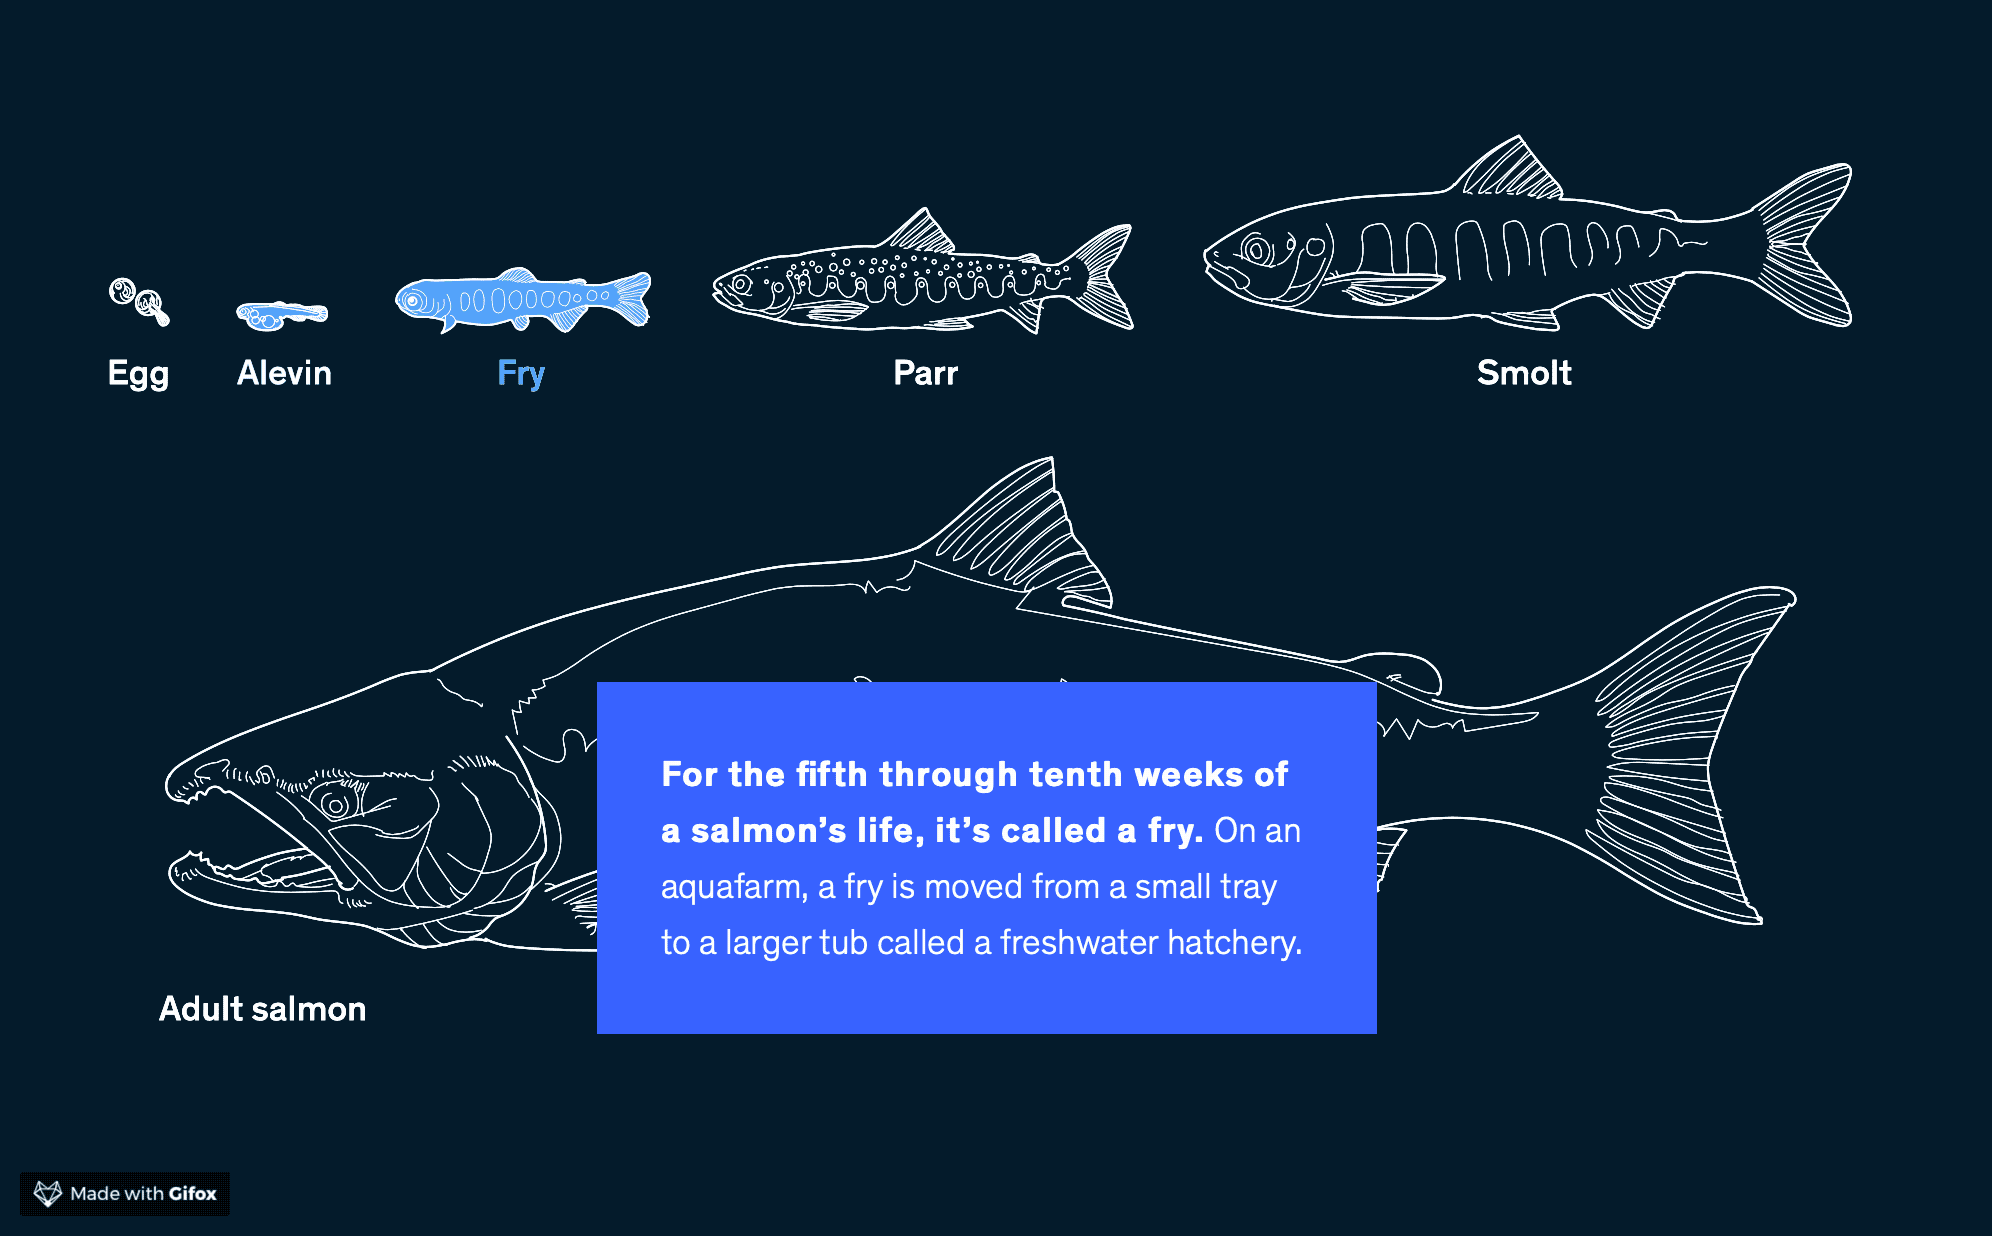 Egg
Alevin
Fry
Parr
Smolt
For the fifth through tenth weeks of
a salmon’s life, it’s called a fry. On an
aquafarm, a fry is moved from a small tray
to a larger tub called a freshwater hatchery.
Adult salmon
Made with Gifox